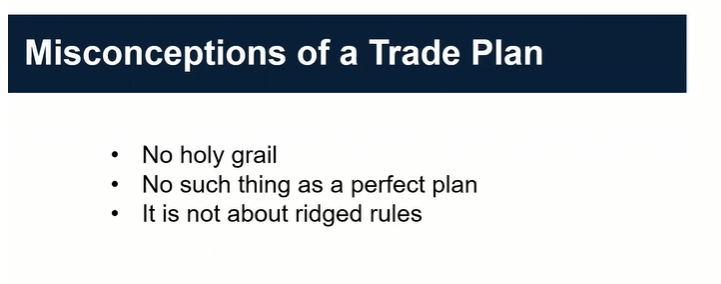 Misconceptions of a Trade Plan
• No holy grail
• No such thing as a perfect plan
• It is not about ridged rules